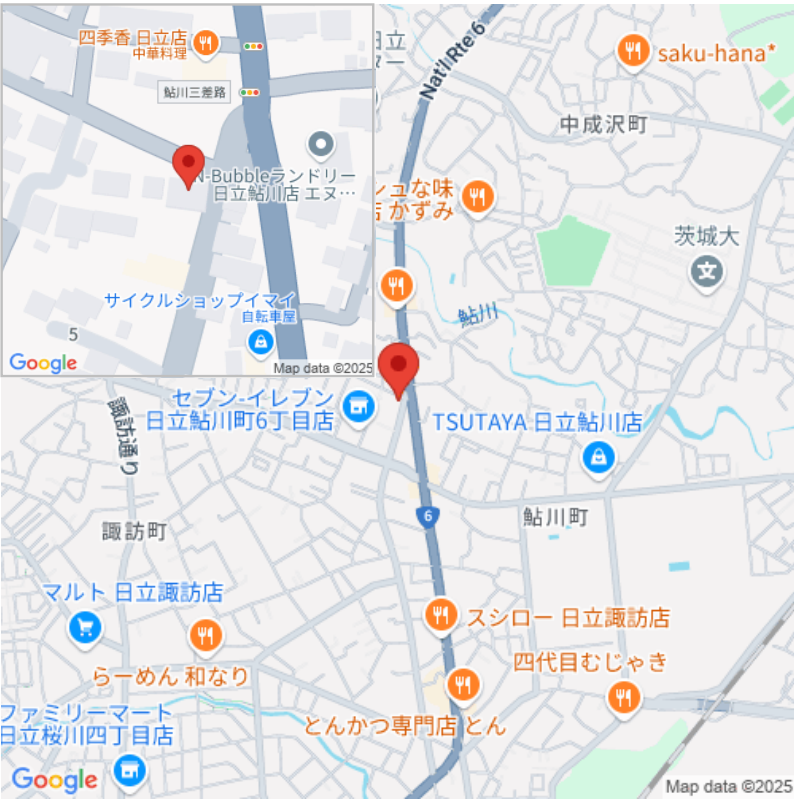 四季香 日立店
中華料理
鮎川三差路
N-Bubbleランドリー
日立鮎川店 エヌ…
サイクルショップイマイ
自転車屋
5
Google
Map data ©2025
日立
ター
Nat'l Rte 6
saku-hana*
中成沢町
シュな味
店 かずみ
茨城大
鮎川
セブン-イレブン
日立鮎川町6丁目店
TSUTAYA 日立鮎川店
諏訪通り
6
鮎川町
諏訪町
マルト 日立諏訪店
スシロー 日立諏訪店
らーめん 和なり
四代目むじゃき
とんかつ専門店 とん
ファミリーマート
日立桜川四丁目店
Google
Map data ©2025